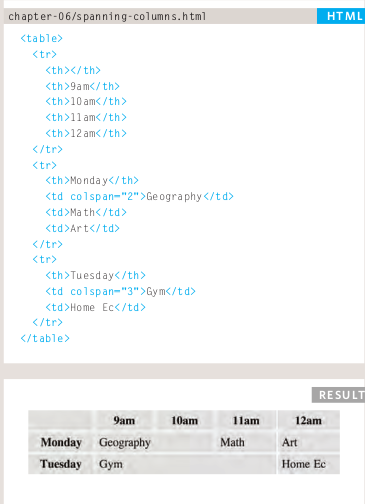 chapter-06/spanning-columns.html HTML
<table>
<tr>
<th></th>
<th>9am</th>
<th>10am</th>
<th>11am</th>
<th>12am</th>
</tr>
<tr>
<th>Monday</th>
<td colspan="2">Geography</td>
<td>Math</td>
<td>Art</td>
</tr>
<tr>
<th>Tuesday</th>
<td colspan="3">Gym</td>
<td>Home Ec</td>
</tr>
</table>
RESULT
9am 10am 11am 12am
Monday Geography Math Art
Tuesday Gym Home Ec